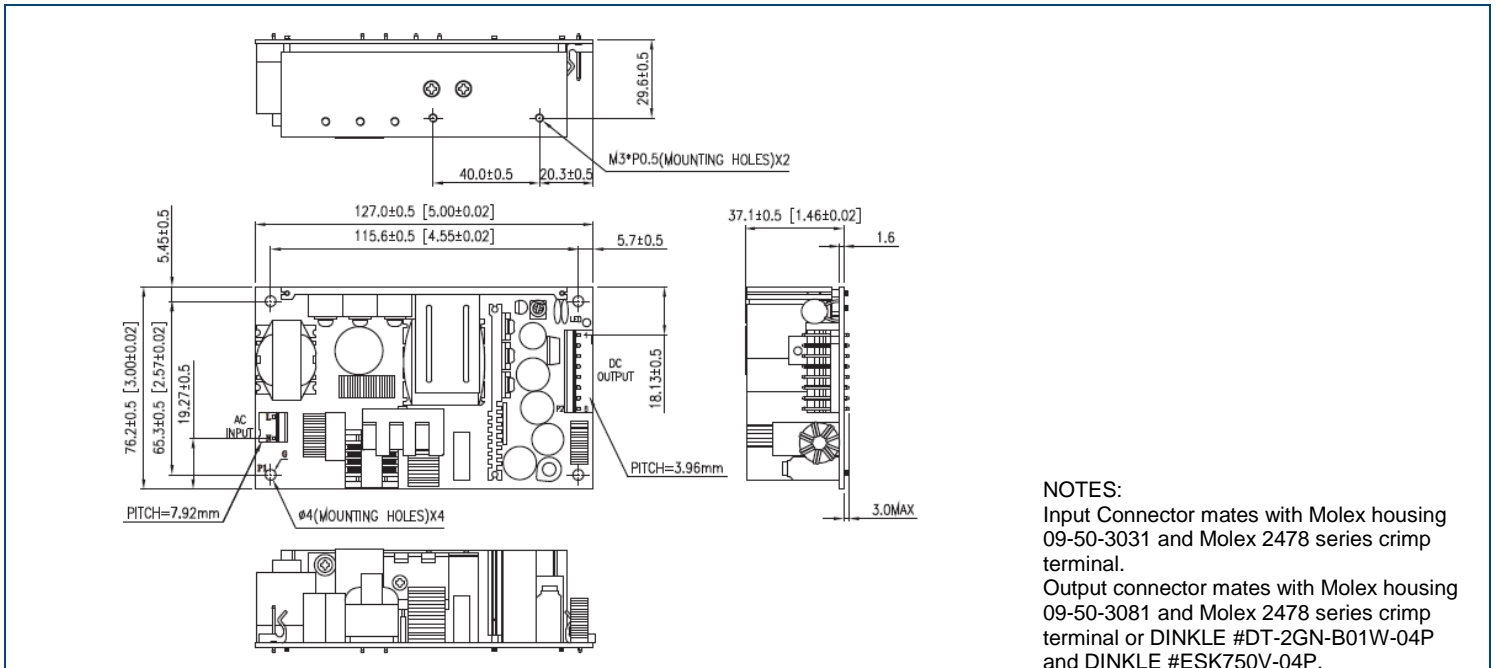 29.6±0.5
M3*P0.5(MOUNTING HOLES)X2
40.0±0.5
20.3±0.5
127.0±0.5 [5.00±0.02]
115.6±0.5 [4.55±0.02]
5.7±0.5
37.1±0.5 [1.46±0.02]
1.6
5.45±0.5
76.2±0.5 [3.00±0.02]
65.3±0.5 [2.57±0.02]
19.27±0.5
LED
DC
OUTPUT
18.13±0.5
AC
INPUT
L
N
P1
G
P2
8
PITCH=3.96mm
PITCH=7.92mm
ø4(MOUNTING HOLES)X4
3.0MAX
NOTES:
Input Connector mates with Molex housing
09-50-3031 and Molex 2478 series crimp
terminal.
Output connector mates with Molex housing
09-50-3081 and Molex 2478 series crimp
terminal or DINKLE #DT-2GN-B01W-04P
and DINKLE #ESK750V-04P.